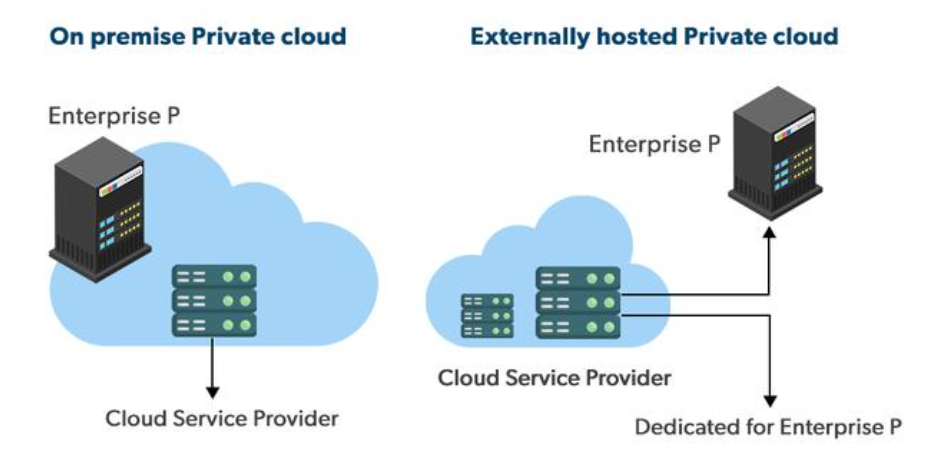 On premise Private cloud
Externally hosted Private cloud
Enterprise P
Enterprise P
Cloud Service Provider
Cloud Service Provider
Dedicated for Enterprise P